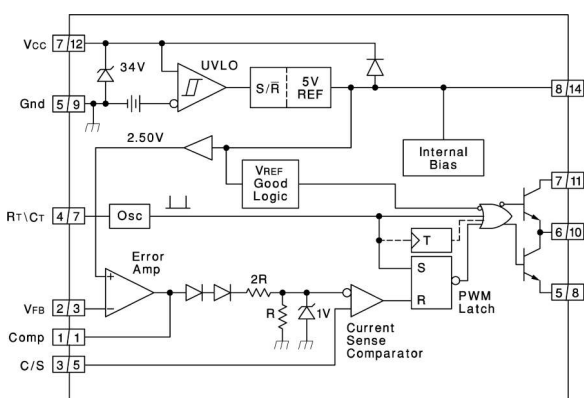 Vcc 7 12
UVLO
34V
S/R̅ 5V REF
8 14
Gnd 5 9
2.50V
Internal Bias
VREF Good Logic
7 11
RT\CT 4 7
Osc
T
6 10
Error Amp
S
2R
PWM Latch
R
1V
R
5 8
VFB 2 3
Comp 1 1
Current Sense Comparator
C/S 3 5